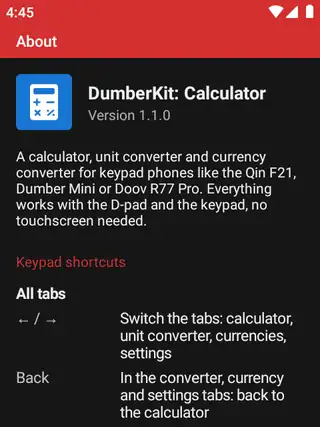 4:45
About
DumberKit: Calculator
Version 1.1.0
A calculator, unit converter and currency
converter for keypad phones like the Qin F21,
Dumber Mini or Doov R77 Pro. Everything
works with the D-pad and the keypad, no
touchscreen needed.
Keypad shortcuts
All tabs
← / → Switch the tabs: calculator,
unit converter, currencies,
settings
Back In the converter, currency
and settings tabs: back to
the calculator